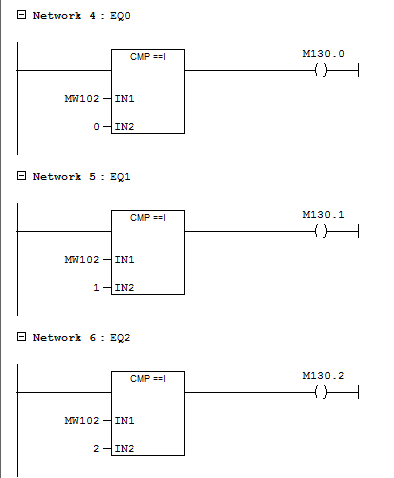 Network 4 : EQ0
CMP ==I
M130.0
MW102 IN1
0 IN2
Network 5 : EQ1
CMP ==I
M130.1
MW102 IN1
1 IN2
Network 6 : EQ2
CMP ==I
M130.2
MW102 IN1
2 IN2